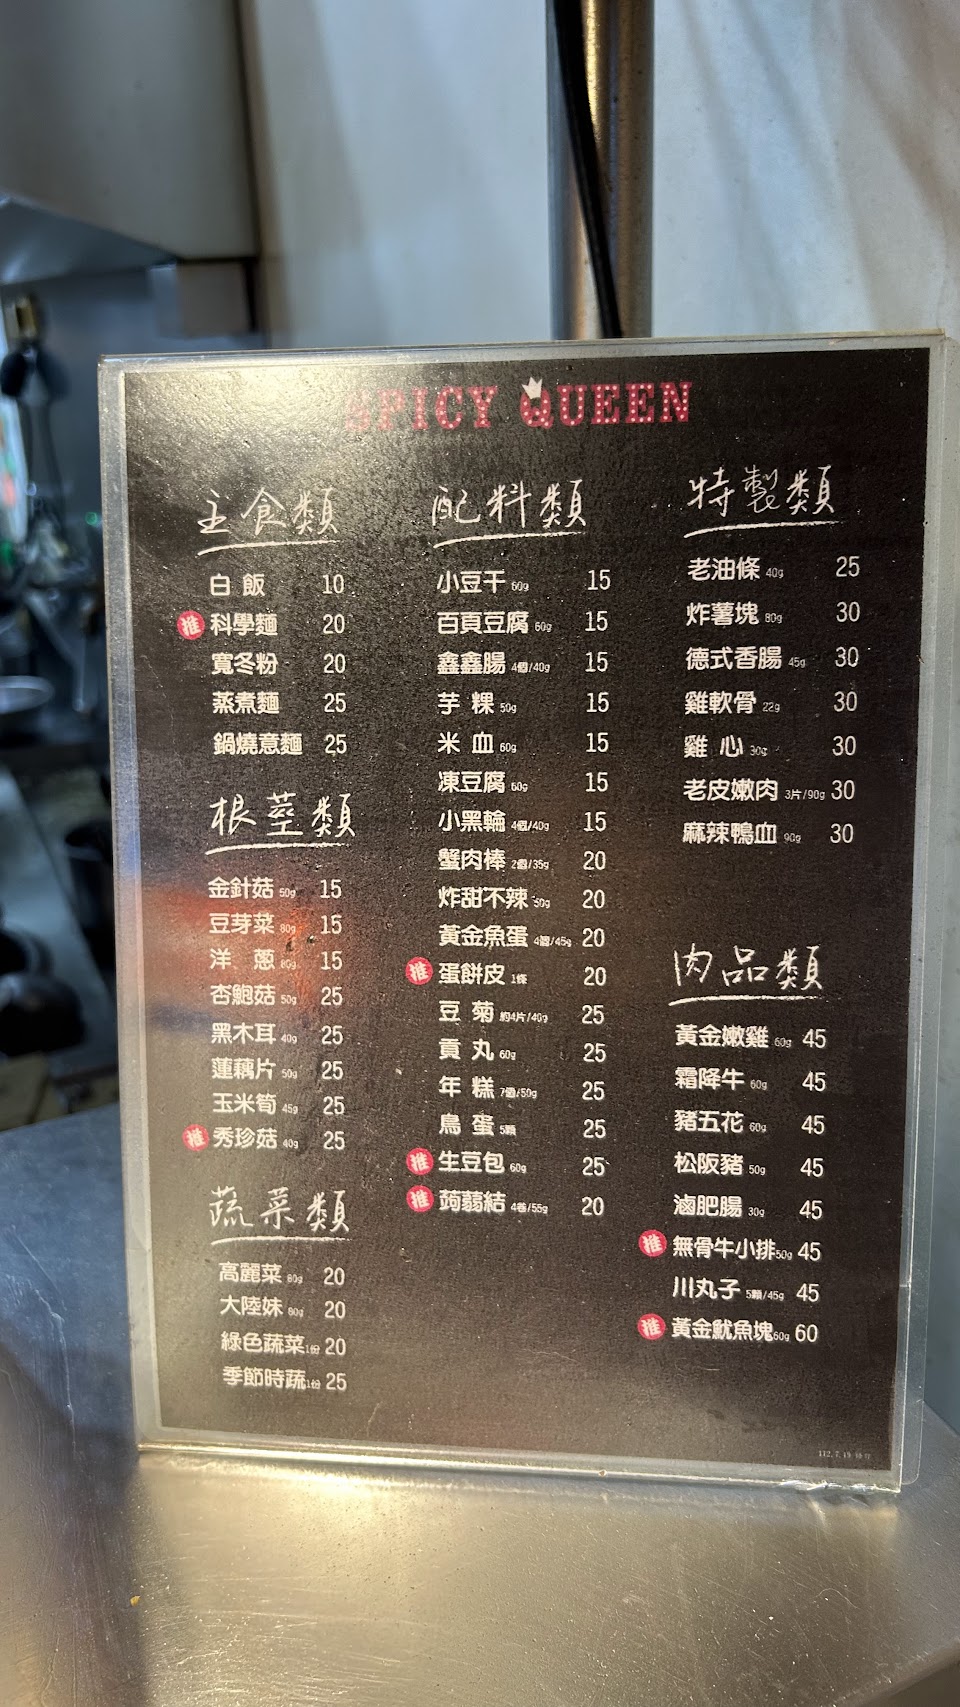 SPICY QUEEN
主食類
白飯 10
推 科學麵 20
寬冬粉 20
蒸煮麵 25
鍋燒意麵 25
根莖類
金針菇 50g 15
豆芽菜 80g 15
洋蔥 80g 15
杏鮑菇 50g 25
黑木耳 40g 25
蓮藕片 50g 25
玉米筍 45g 25
推 秀珍菇 40g 25
蔬菜類
高麗菜 80g 20
大陸妹 80g 20
綠色蔬菜 1份 20
季節時蔬 1份 25
配料類
小豆干 60g 15
百頁豆腐 60g 15
鑫鑫腸 4個/40g 15
芋粿 50g 15
米血 60g 15
凍豆腐 60g 15
小黑輪 4個/40g 15
蟹肉棒 2個/35g 20
炸甜不辣 50g 20
黃金魚蛋 4個/45g 20
推 蛋餅皮 1條 20
豆菊 約4片/40g 25
貢丸 60g 25
年糕 7個/50g 25
鳥蛋 5顆 25
推 生豆包 60g 25
推 蒟蒻結 4卷/55g 20
特製類
老油條 40g 25
炸薯塊 80g 30
德式香腸 45g 30
雞軟骨 22g 30
雞心 30g 30
老皮嫩肉 3片/90g 30
麻辣鴨血 90g 30
肉品類
黃金嫩雞 60g 45
霜降牛 60g 45
豬五花 60g 45
松阪豬 50g 45
滷肥腸 30g 45
推 無骨牛小排 50g 45
川丸子 5顆/45g 45
推 黃金魷魚塊 60g 60